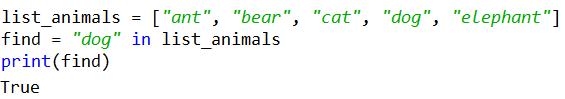 list_animals = ["ant", "bear", "cat", "dog", "elephant"]
find = "dog" in list_animals
print(find)
True